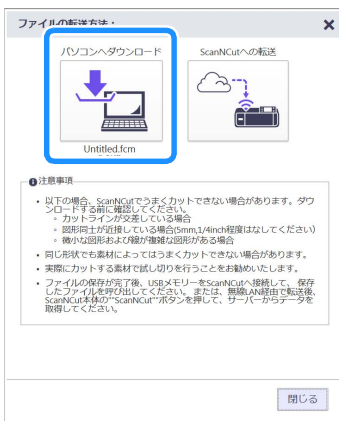 ファイルの転送方法：
パソコンへダウンロード
ScanNCutへの転送
Untitled.fcm
注意事項
• 以下の場合、ScanNCutでうまくカットできない場合があります。ダウ
ンロードする前に確認してください。
◦ カットラインが交差している場合
◦ 図形同士が近接している場合(5mm,1/4inch程度はなしてください)
◦ 微小な図形および線が複雑な図形がある場合
• 同じ形状でも素材によってはうまくカットできない場合があります。
• 実際にカットする素材で試し切りを行うことをお勧めいたします。
• ファイルの保存が完了後、USBメモリーをScanNCutへ接続して、 保存
したファイルを呼び出してください。 または、無線LAN経由で転送後、
ScanNCut本体の""ScanNCut""ボタンを押して、サーバーからデータを
取得してください。
閉じる